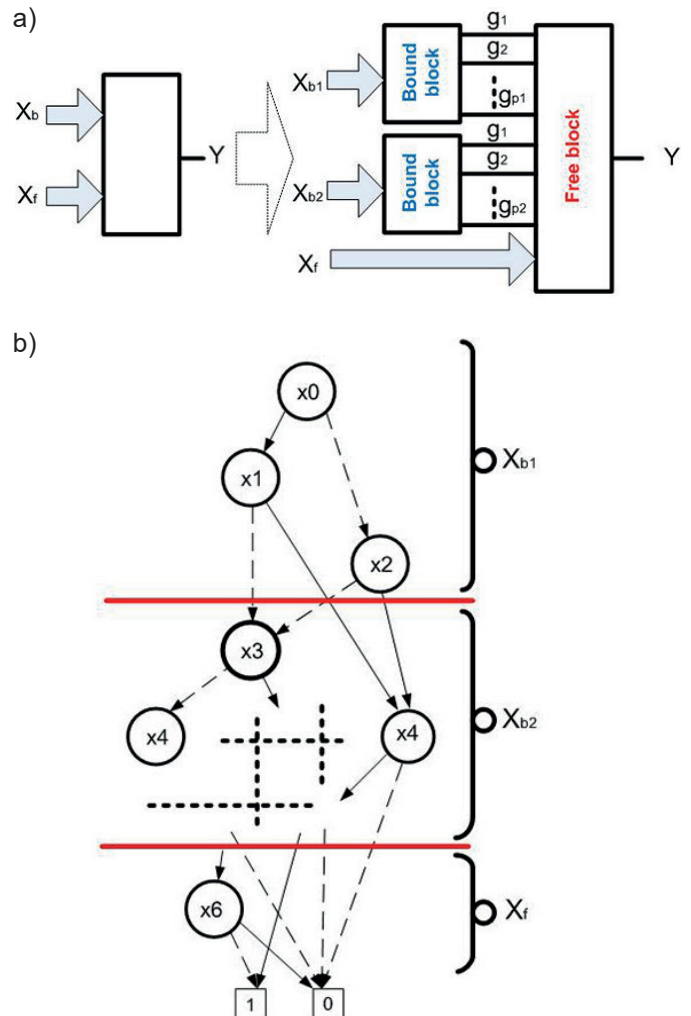 a)
Xb
Xf
Y
Xb1
Bound block
g1
g2
gp1
Xb2
Bound block
g1
g2
gp2
Xf
Free block
Y
b)
x0
x1
x2
Xb1
x3
x4
x4
Xb2
x6
Xf
1
0